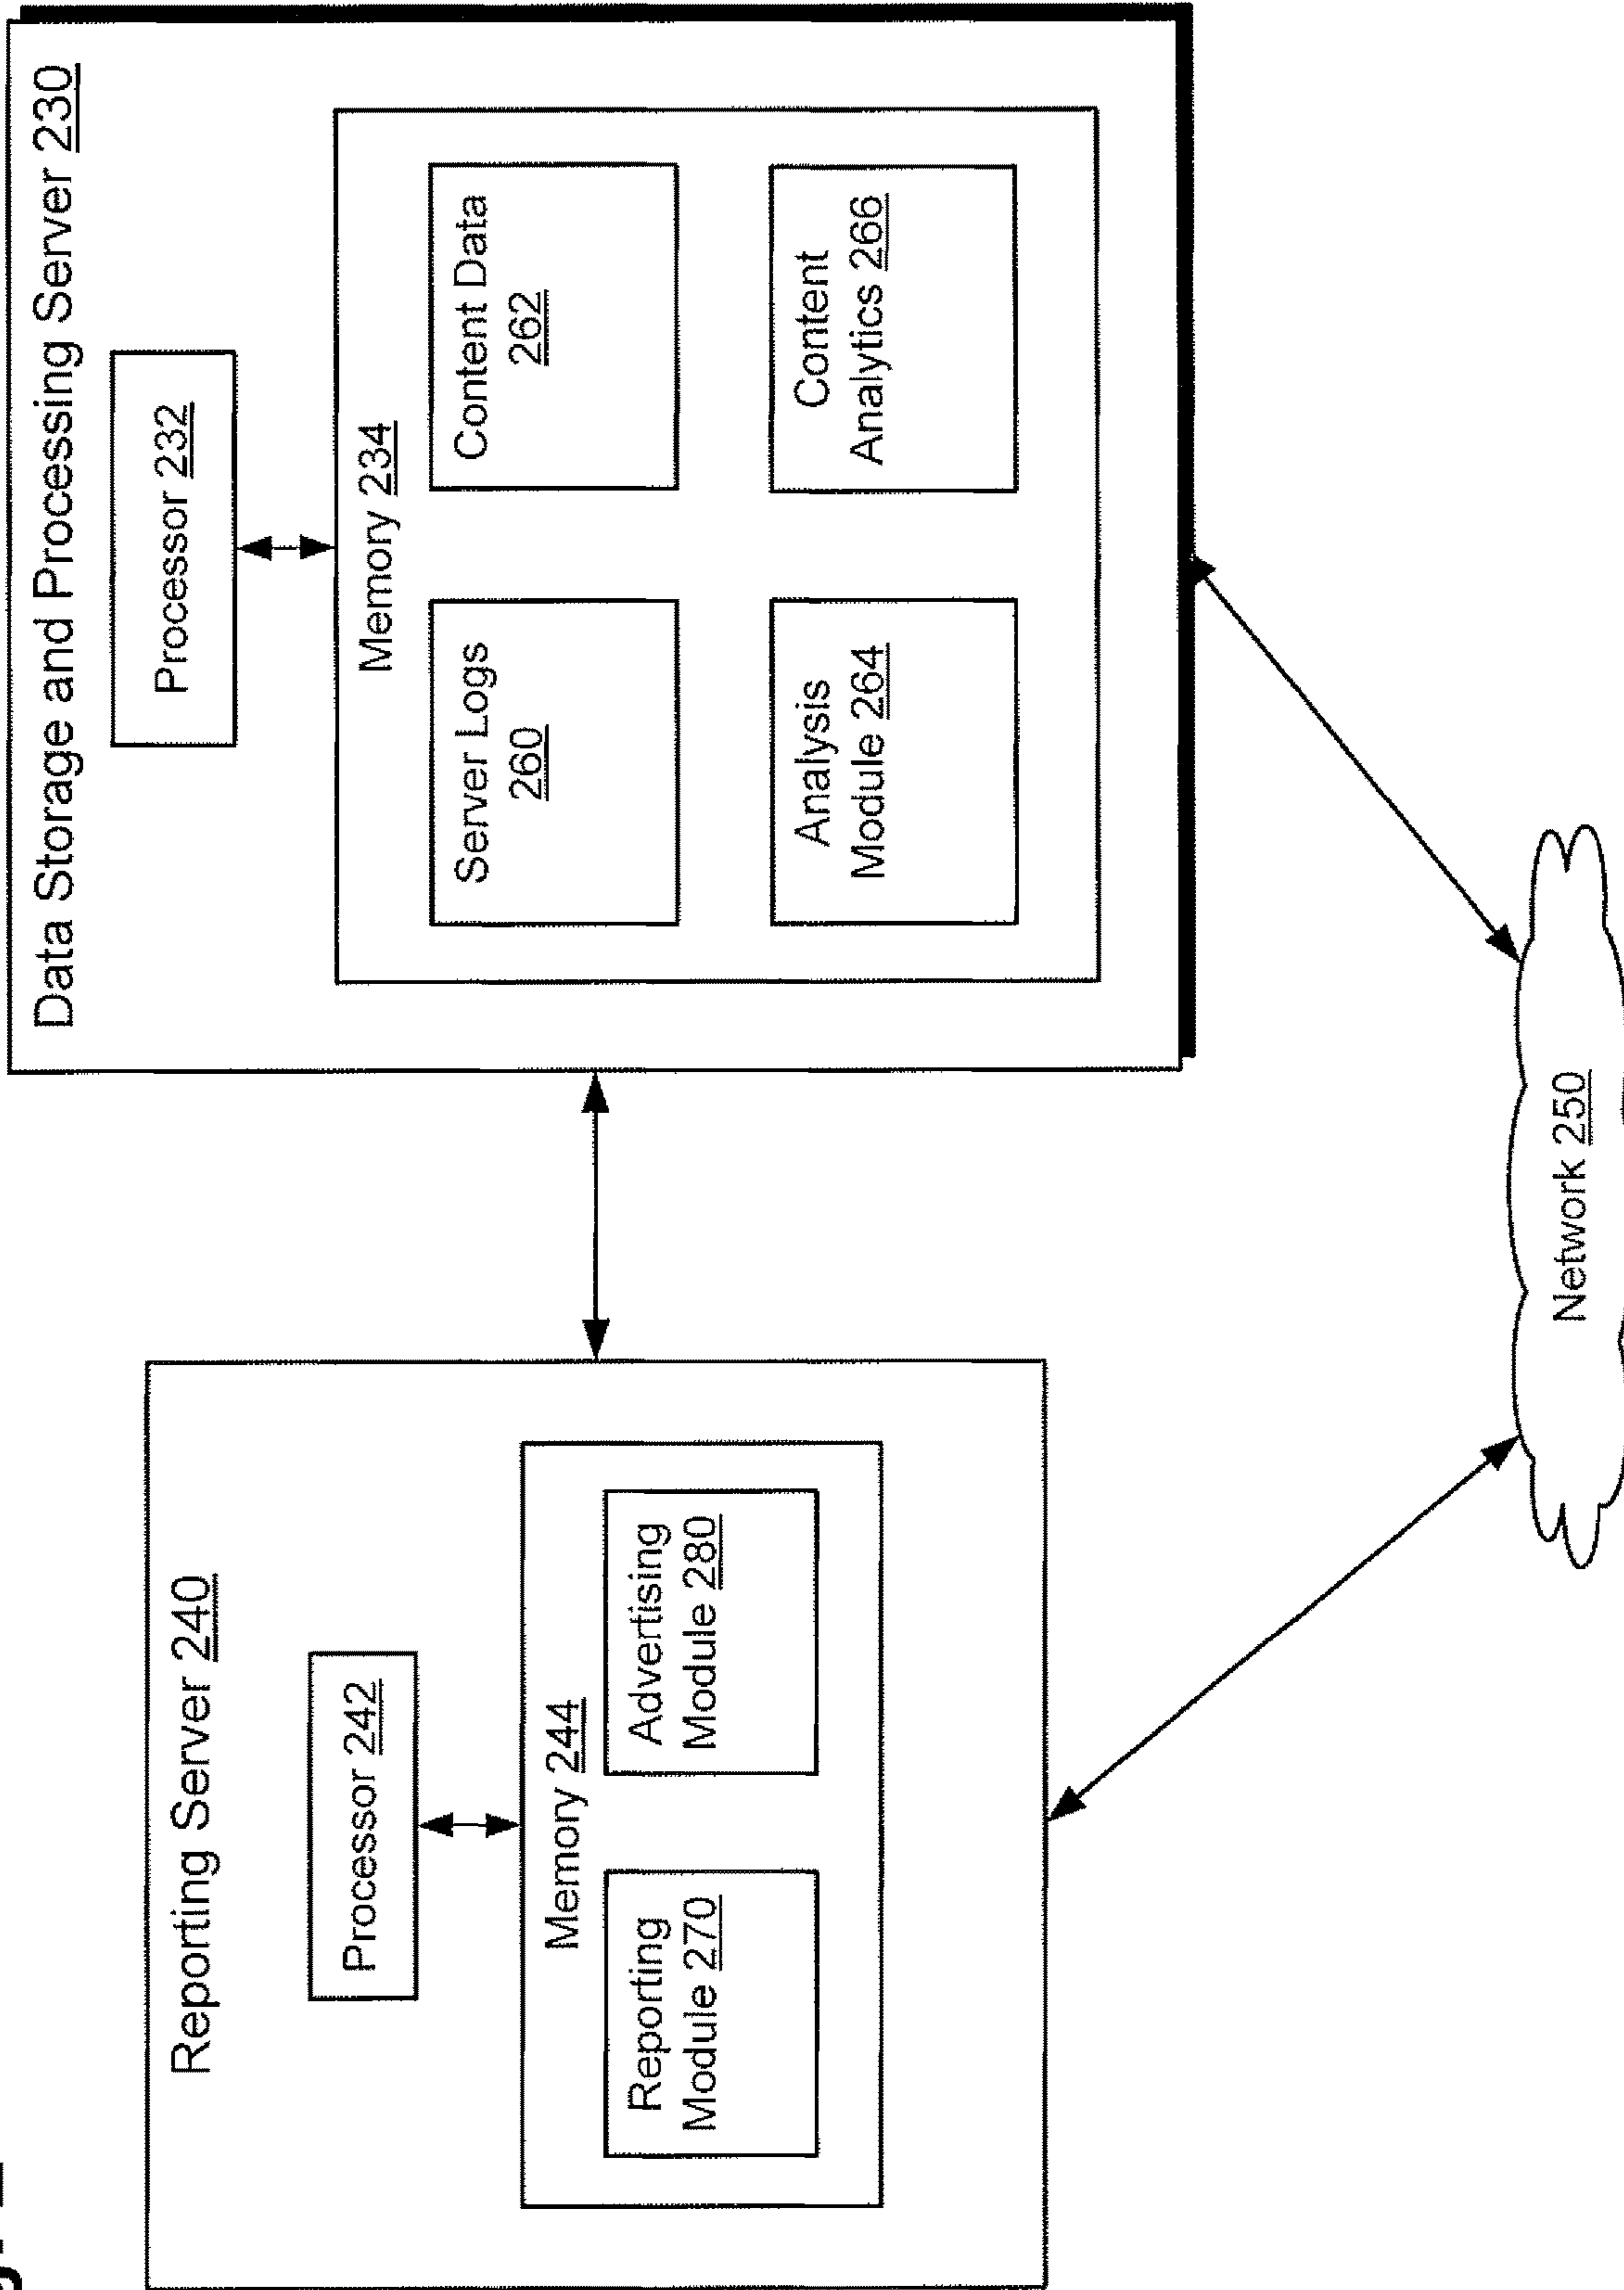 Reporting Server 240
Processor 242
Memory 244
Reporting
Module 270
Advertising
Module 280
Data Storage and Processing Server 230
Processor 232
Memory 234
Server Logs
260
Content Data
262
Analysis
Module 264
Content
Analytics 266
Network 250